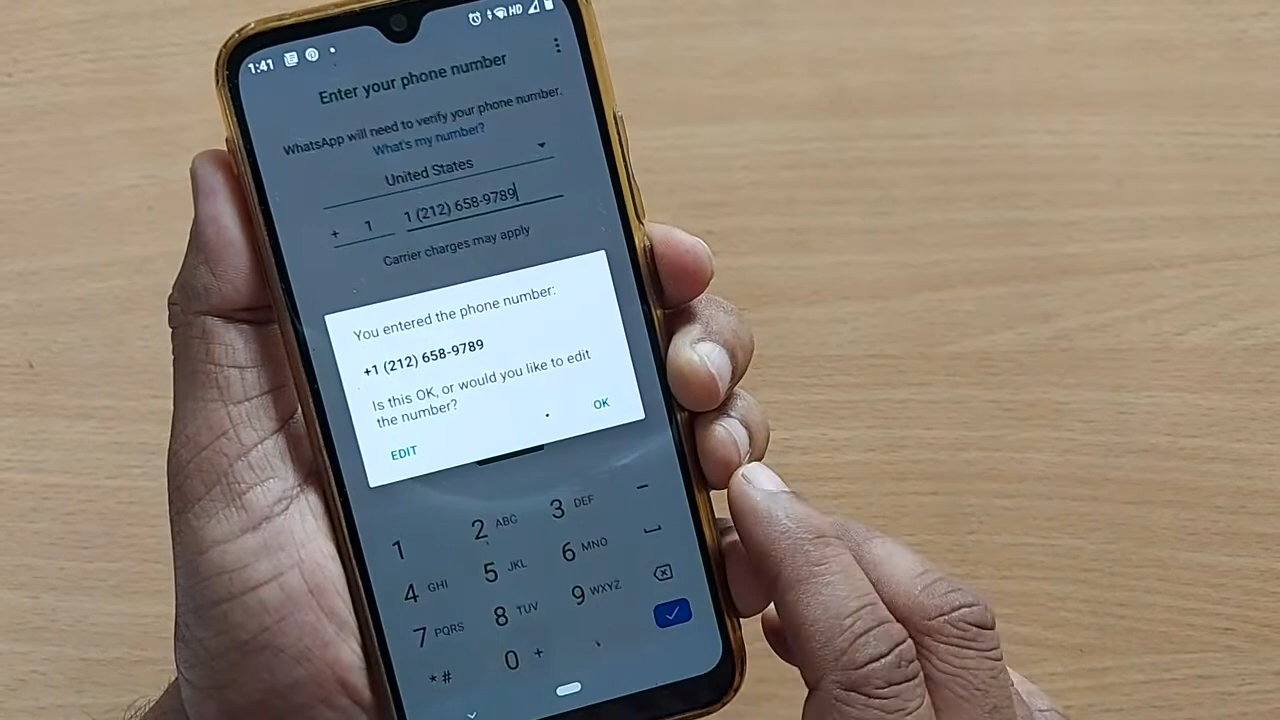 1:41 HD
Enter your phone number
WhatsApp will need to verify your phone number.
What's my number?
United States
+ 1 1 (212) 658-9789
Carrier charges may apply
You entered the phone number:
+1 (212) 658-9789
Is this OK, or would you like to edit
the number?
EDIT OK
1 2 ABC 3 DEF -
4 GHI 5 JKL 6 MNO
7 PQRS 8 TUV 9 WXYZ
*# 0 + .